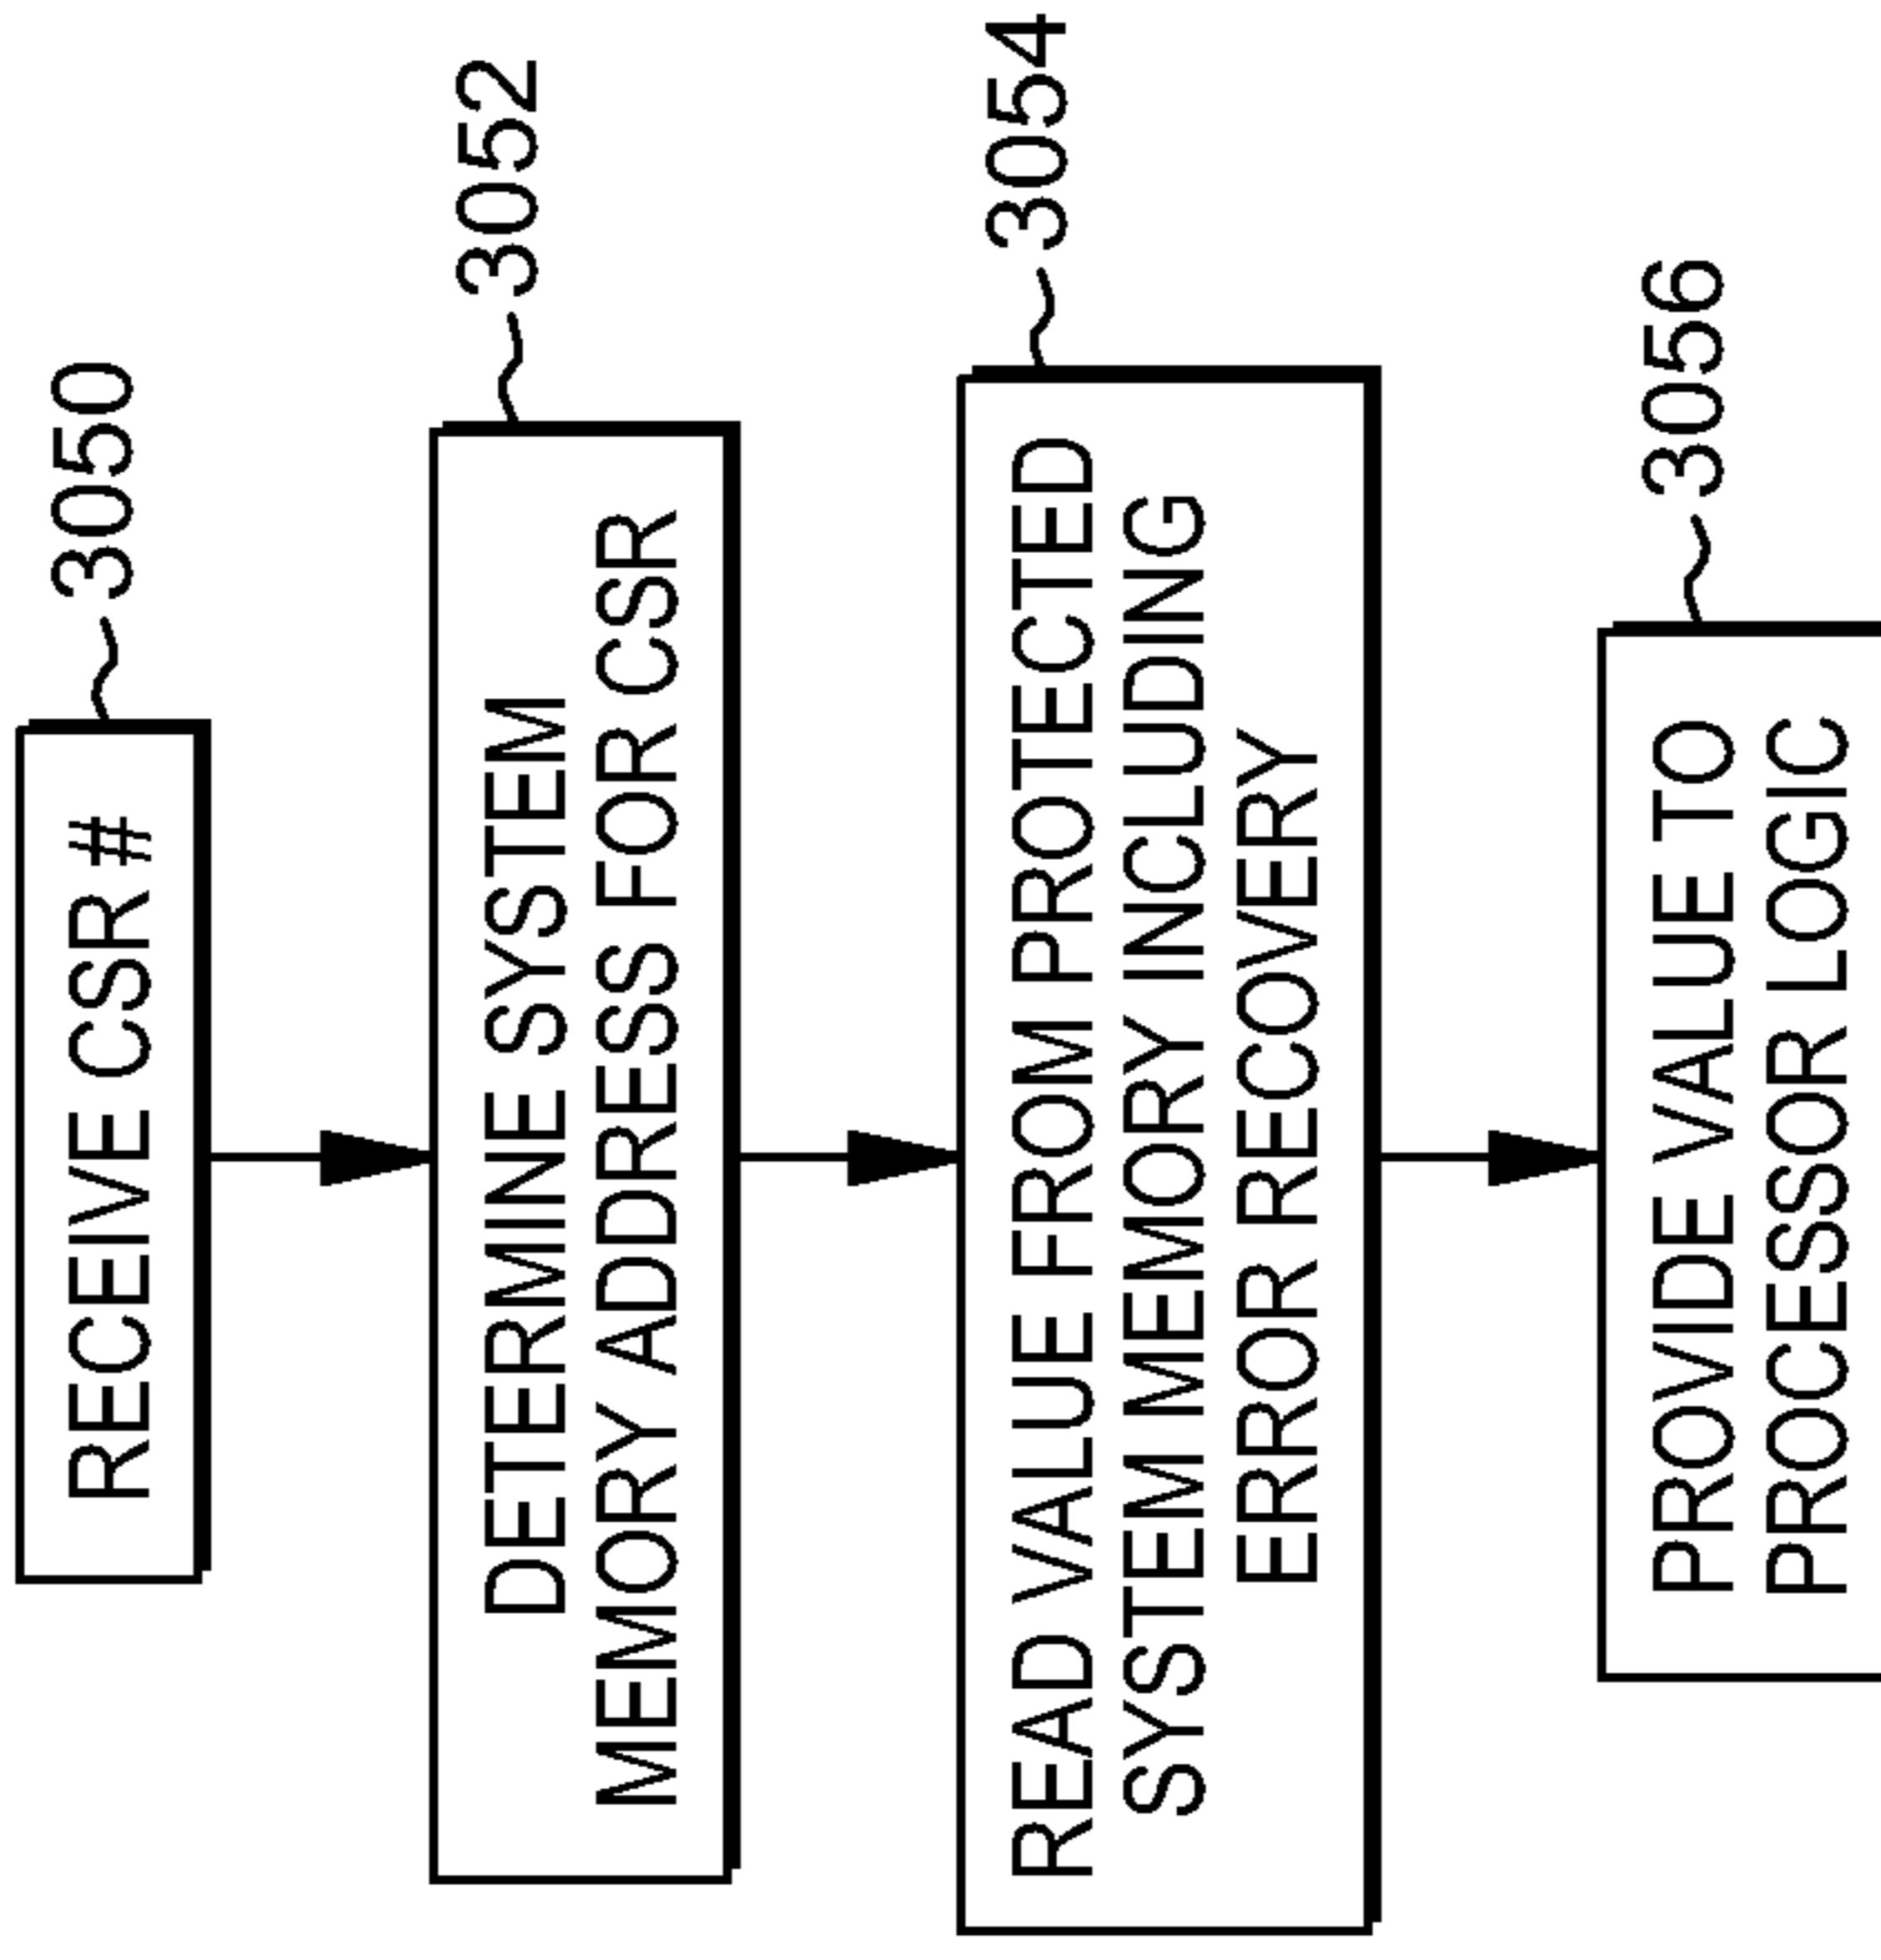 RECEIVE CSR #
3050
DETERMINE SYSTEM
MEMORY ADDRESS FOR CSR
3052
READ VALUE FROM PROTECTED
SYSTEM MEMORY INCLUDING
ERROR RECOVERY
3054
PROVIDE VALUE TO
PROCESSOR LOGIC
3056